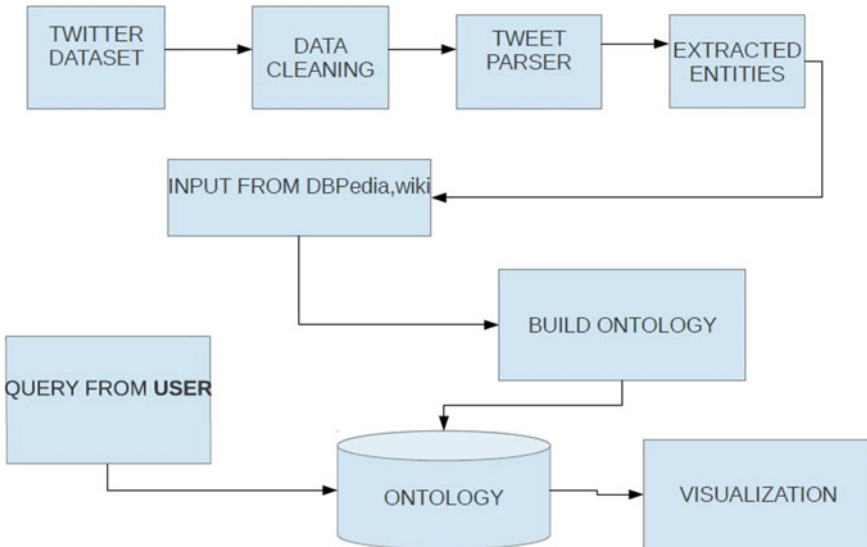 TWITTER
DATASET
DATA
CLEANING
TWEET
PARSER
EXTRACTED
ENTITIES
INPUT FROM DBPedia,wiki
BUILD ONTOLOGY
QUERY FROM USER
ONTOLOGY
VISUALIZATION